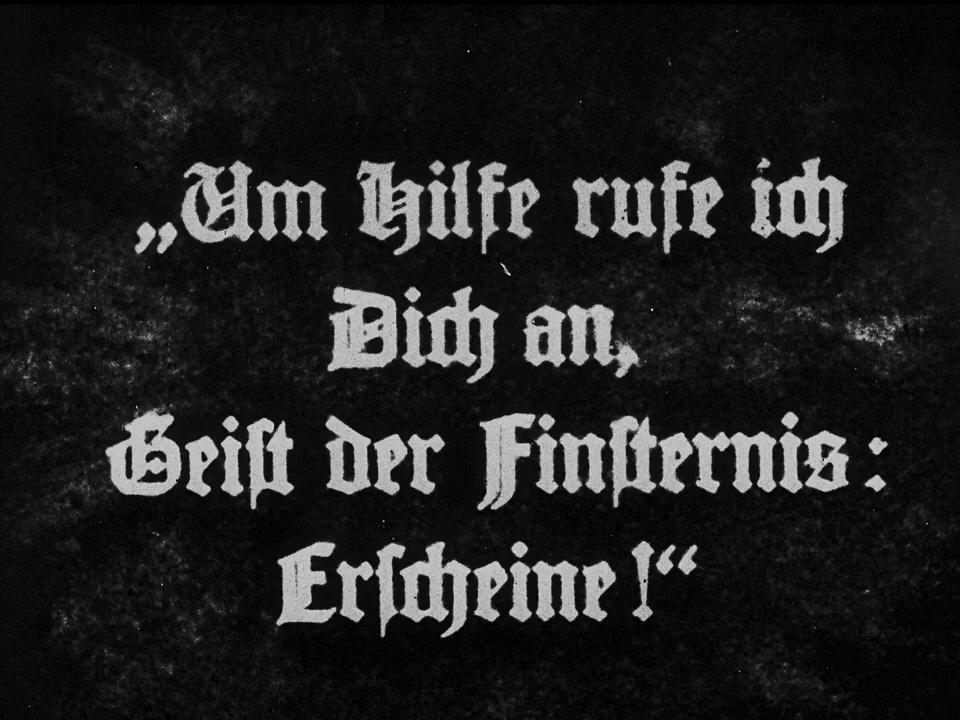 „Um Hilfe rufe ich
Dich an,
Geiſt der Finſternis:
Erſcheine!“